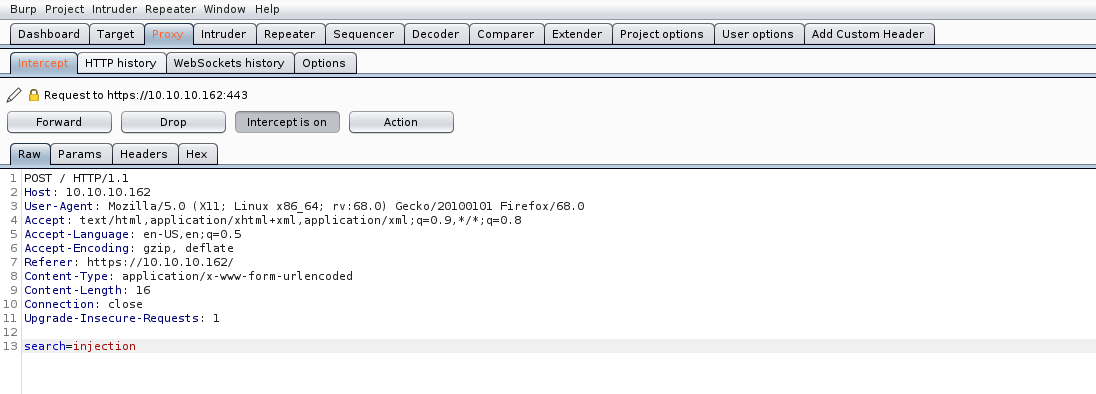 Burp Project Intruder Repeater Window Help
Dashboard Target Proxy Intruder Repeater Sequencer Decoder Comparer Extender Project options User options Add Custom Header
Intercept HTTP history WebSockets history Options
Request to https://10.10.10.162:443
Forward Drop Intercept is on Action
Raw Params Headers Hex
1 POST / HTTP/1.1
2 Host: 10.10.10.162
3 User-Agent: Mozilla/5.0 (X11; Linux x86_64; rv:68.0) Gecko/20100101 Firefox/68.0
4 Accept: text/html,application/xhtml+xml,application/xml;q=0.9,*/*;q=0.8
5 Accept-Language: en-US,en;q=0.5
6 Accept-Encoding: gzip, deflate
7 Referer: https://10.10.10.162/
8 Content-Type: application/x-www-form-urlencoded
9 Content-Length: 16
10 Connection: close
11 Upgrade-Insecure-Requests: 1
12
13 search=injection